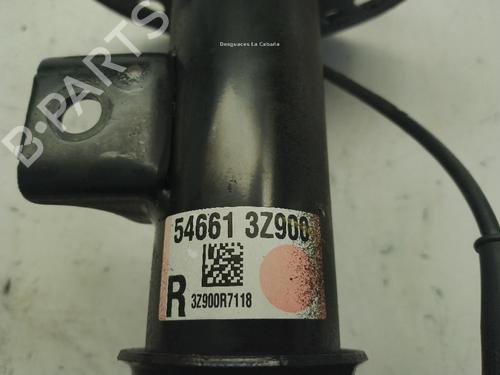 Desguaces La Cabaña
B-PARTS
54661 3Z900
R
3Z900R7118